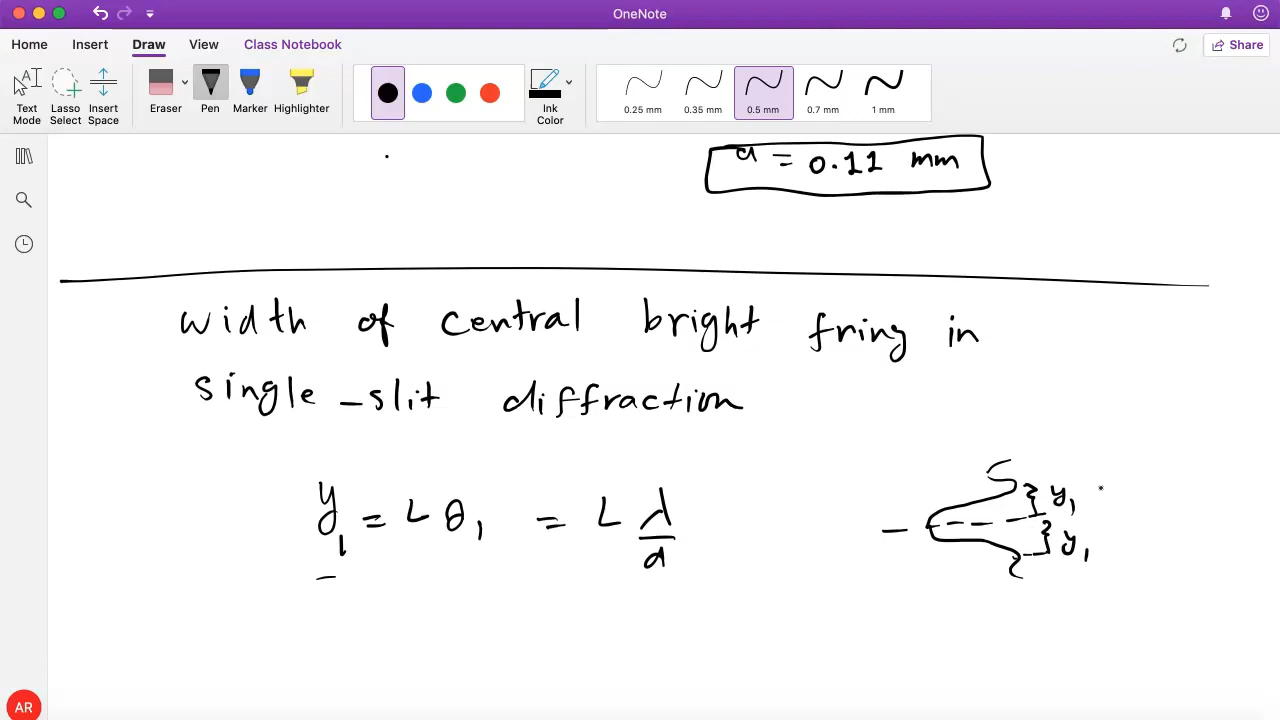 OneNote
Home Insert Draw View Class Notebook Share
Text Mode Lasso Select Insert Space Eraser Pen Marker Highlighter Ink Color 0.25 mm 0.35 mm 0.5 mm 0.7 mm 1 mm
a = 0.11 mm
width of central bright fring in
single-slit diffraction
y₁ = L θ₁ = L λ/a
y₁
y₁
AR